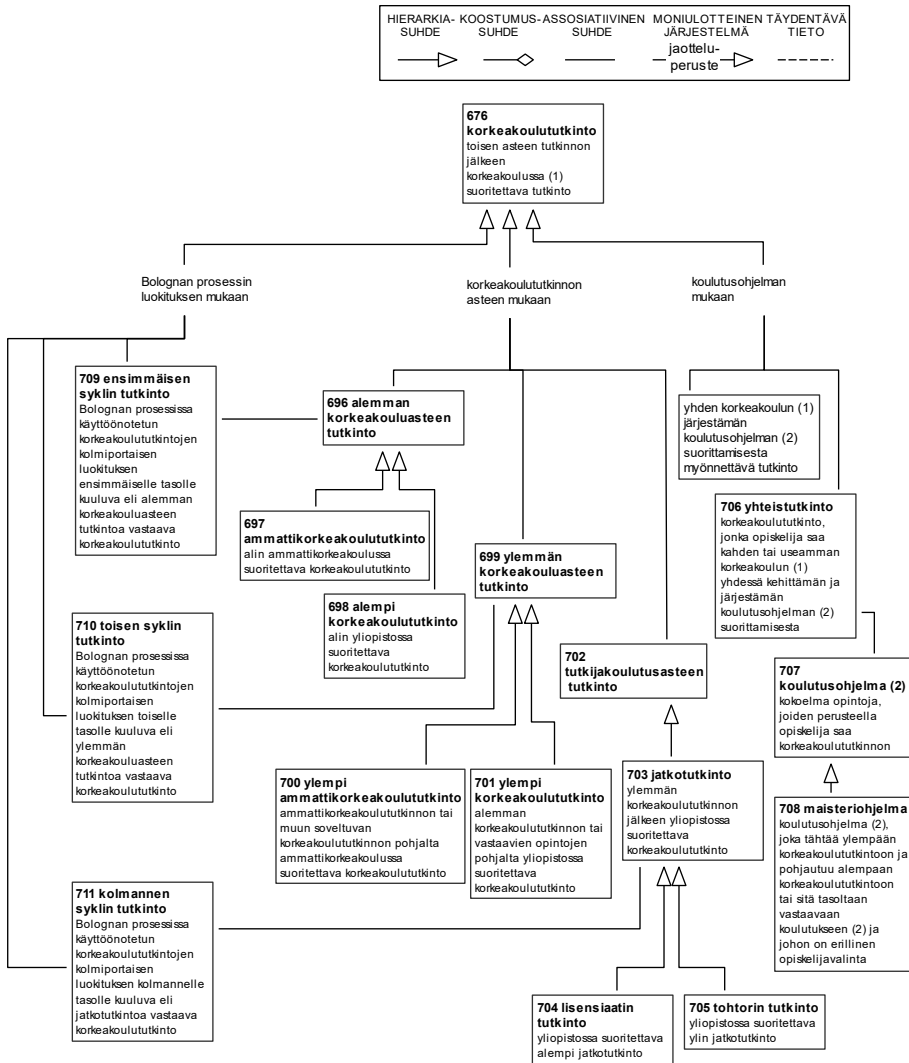 HIERARKIA-
SUHDE
KOOSTUMUS-
SUHDE
ASSOSIATIIVINEN
SUHDE
MONIULOTTEINEN
JÄRJESTELMÄ
jaottelu-
peruste
TÄYDENTÄVÄ
TIETO
676
korkeakoulututkinto
toisen asteen tutkinnon
jälkeen
korkeakoulussa (1)
suoritettava tutkinto
Bolognan prosessin
luokituksen mukaan
korkeakoulututkinnon
asteen mukaan
koulutusohjelman
mukaan
709 ensimmäisen
syklin tutkinto
Bolognan prosessissa
käyttöönotetun
korkeakoulututkintojen
kolmiportaisen
luokituksen
ensimmäiselle tasolle
kuuluva eli alemman
korkeakouluasteen
tutkintoa vastaava
korkeakoulututkinto
696 alemman
korkeakouluasteen
tutkinto
yhden korkeakoulun (1)
järjestämän
koulutusohjelman (2)
suorittamisesta
myönnettävä tutkinto
697
ammattikorkeakoulututkinto
alin ammattikorkeakoulussa
suoritettava korkeakoulututkinto
698 alempi
korkeakoulututkinto
alin yliopistossa
suoritettava
korkeakoulututkinto
699 ylemmän
korkeakouluasteen
tutkinto
706 yhteistutkinto
korkeakoulututkinto,
jonka opiskelija saa
kahden tai useamman
korkeakoulun (1)
yhdessä kehittämän ja
järjestämän
koulutusohjelman (2)
suorittamisesta
710 toisen syklin
tutkinto
Bolognan prosessissa
käyttöönotetun
korkeakoulututkintojen
kolmiportaisen
luokituksen toiselle
tasolle kuuluva eli
ylemmän
korkeakouluasteen
tutkintoa vastaava
korkeakoulututkinto
702
tutkijakoulutusasteen
tutkinto
707
koulutusohjelma (2)
kokoelma opintoja,
joiden perusteella
opiskelija saa
korkeakoulututkinnon
700 ylempi
ammattikorkeakoulututkinto
ammattikorkeakoulututkinnon tai
muun soveltuvan
korkeakoulututkinnon pohjalta
ammattikorkeakoulussa
suoritettava korkeakoulututkinto
701 ylempi
korkeakoulututkinto
alemman
korkeakoulututkinnon tai
vastaavien opintojen
pohjalta yliopistossa
suoritettava
korkeakoulututkinto
703 jatkotutkinto
ylemmän
korkeakoulututkinnon
jälkeen yliopistossa
suoritettava
korkeakoulututkinto
708 maisteriohjelma
koulutusohjelma (2),
joka tähtää ylempään
korkeakoulututkintoon ja
pohjautuu alempaan
korkeakoulututkintoon
tai sitä tasoltaan
vastaavaan
koulutukseen (2) ja
johon on erillinen
opiskelijavalinta
711 kolmannen
syklin tutkinto
Bolognan prosessissa
käyttöönotetun
korkeakoulututkintojen
kolmiportaisen
luokituksen kolmannelle
tasolle kuuluva eli
jatkotutkintoa vastaava
korkeakoulututkinto
704 lisensiaatin
tutkinto
yliopistossa suoritettava
alempi jatkotutkinto
705 tohtorin tutkinto
yliopistossa suoritettava
ylin jatkotutkinto